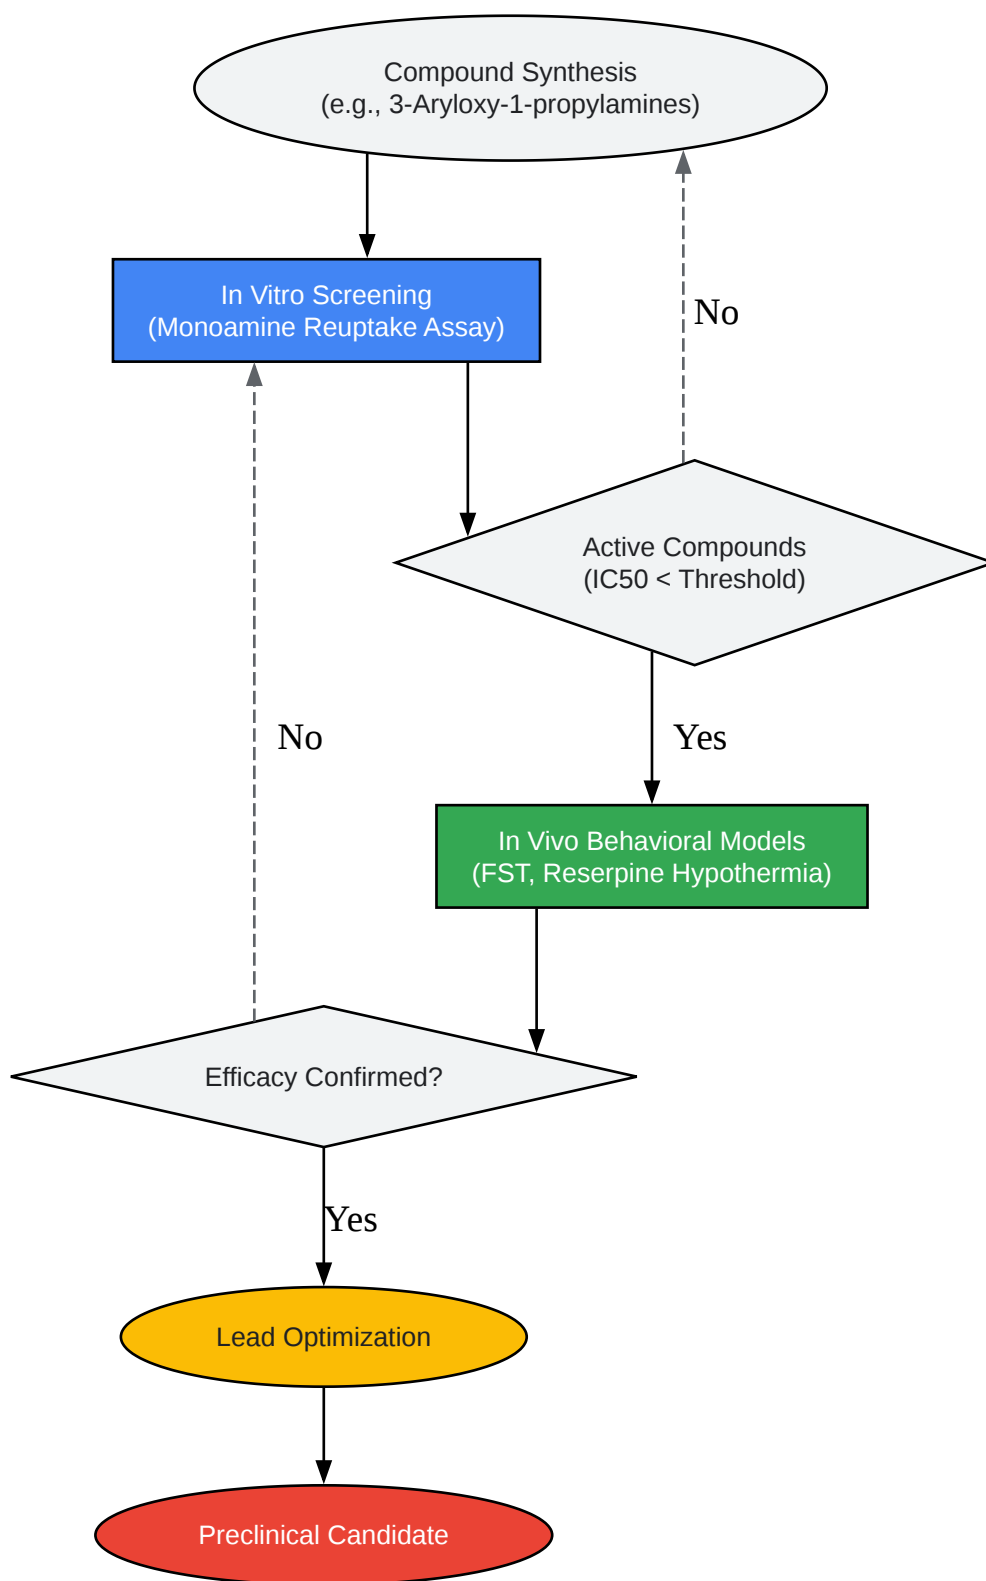 Compound Synthesis
(e.g., 3-Aryloxy-1-propylamines)
In Vitro Screening
(Monoamine Reuptake Assay)
No
Active Compounds
(IC50 < Threshold)
No
Yes
In Vivo Behavioral Models
(FST, Reserpine Hypothermia)
Efficacy Confirmed?
Yes
Lead Optimization
Preclinical Candidate